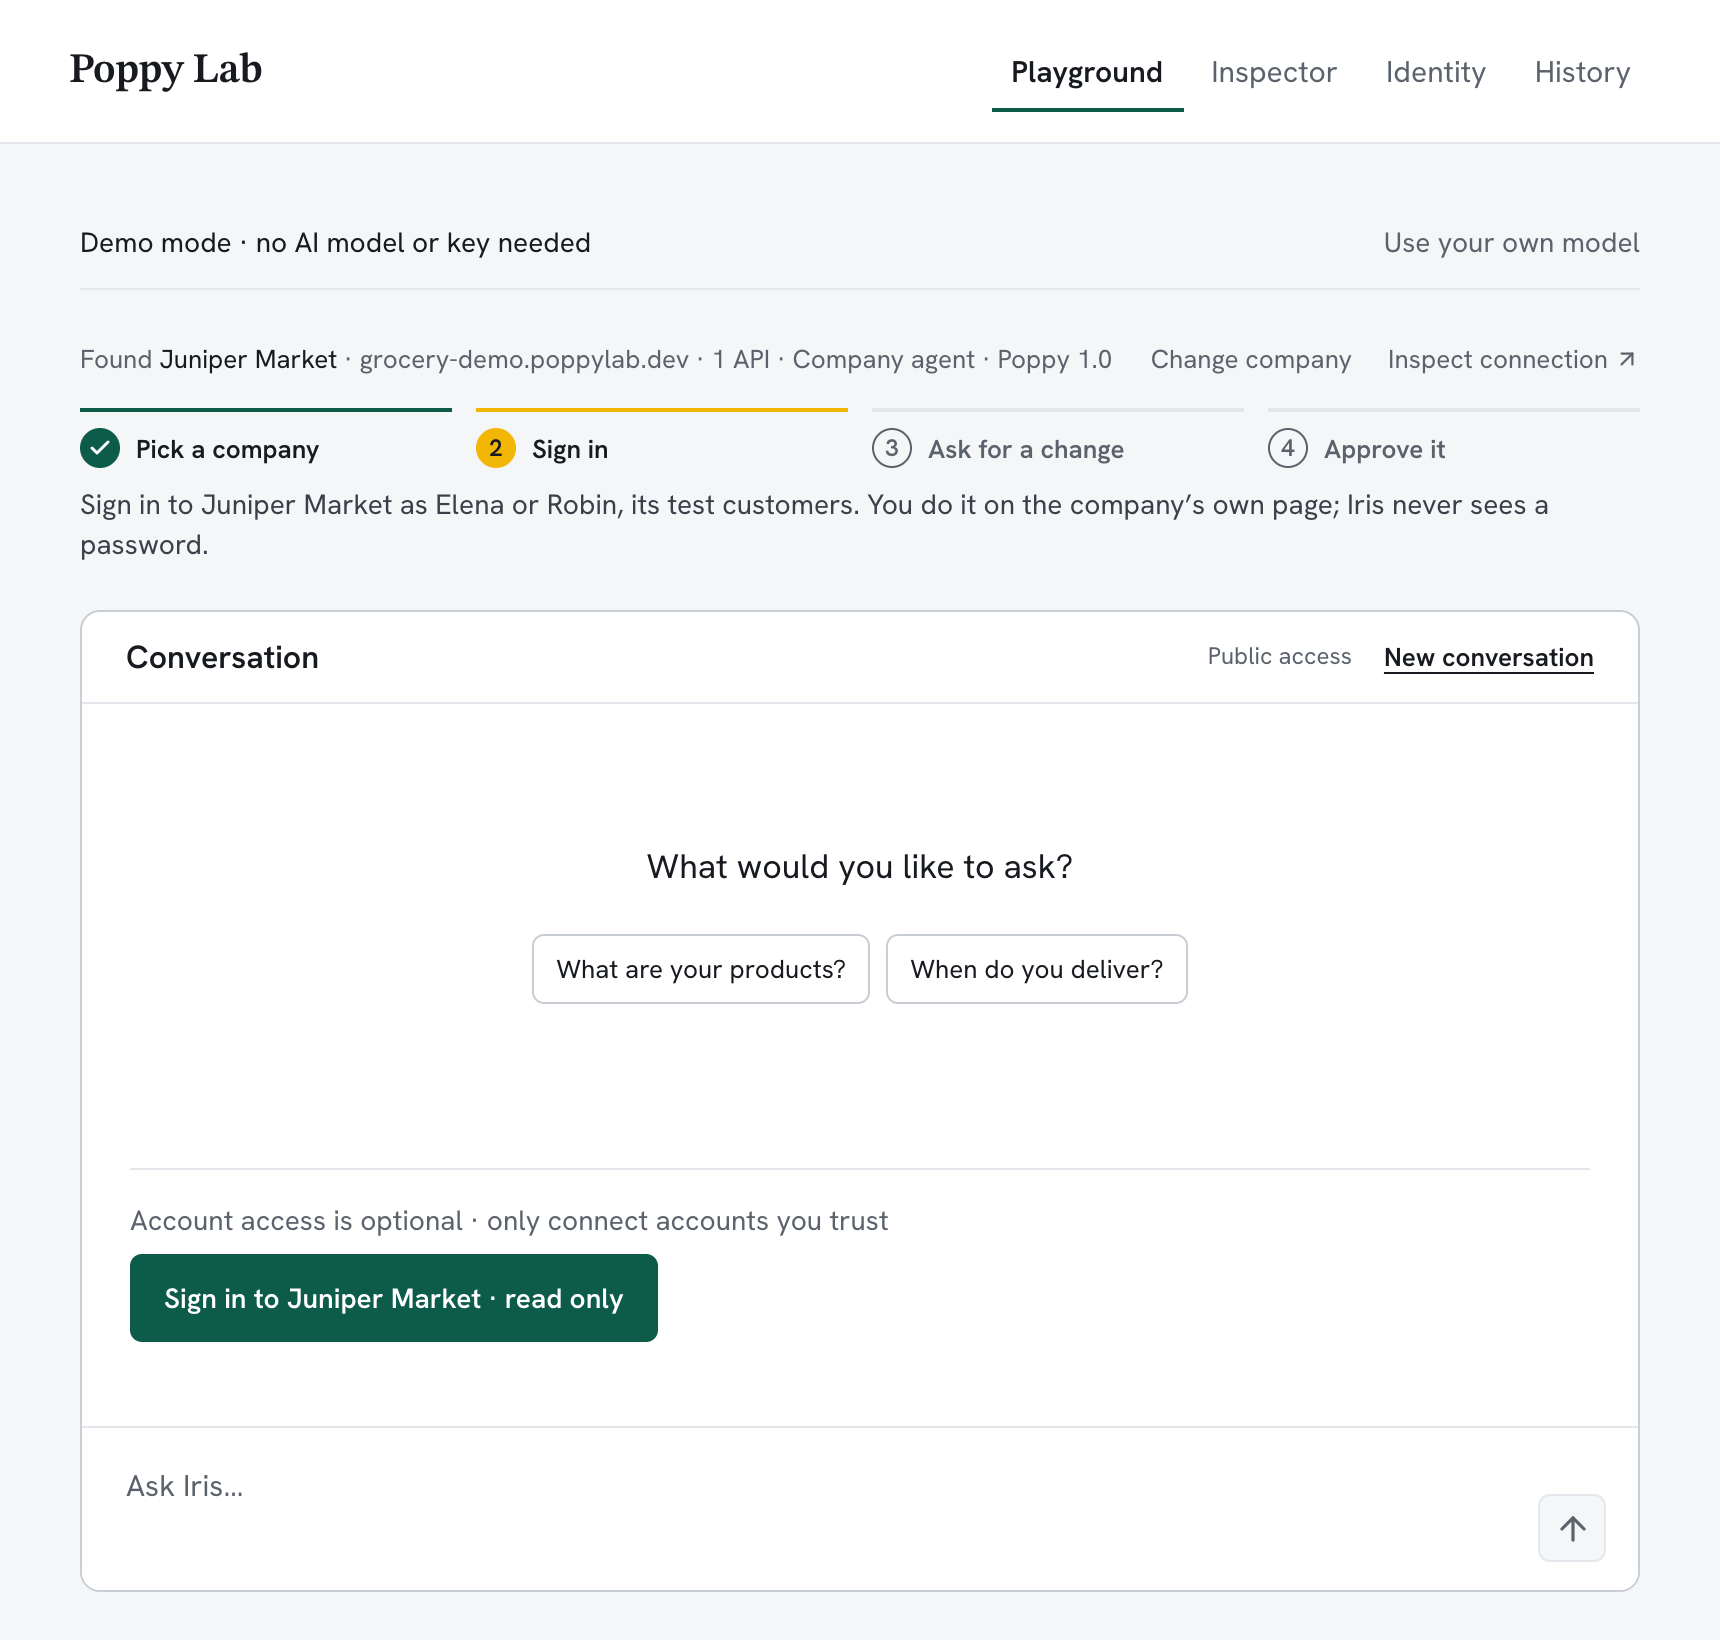 Poppy Lab
Playground
Inspector
Identity
History
Demo mode · no AI model or key needed
Use your own model
Found Juniper Market · grocery-demo.poppylab.dev · 1 API · Company agent · Poppy 1.0
Change company
Inspect connection ↗
Pick a company
2 Sign in
3 Ask for a change
4 Approve it
Sign in to Juniper Market as Elena or Robin, its test customers. You do it on the company’s own page; Iris never sees a
password.
Conversation
Public access
New conversation
What would you like to ask?
What are your products?
When do you deliver?
Account access is optional · only connect accounts you trust
Sign in to Juniper Market · read only
Ask Iris...